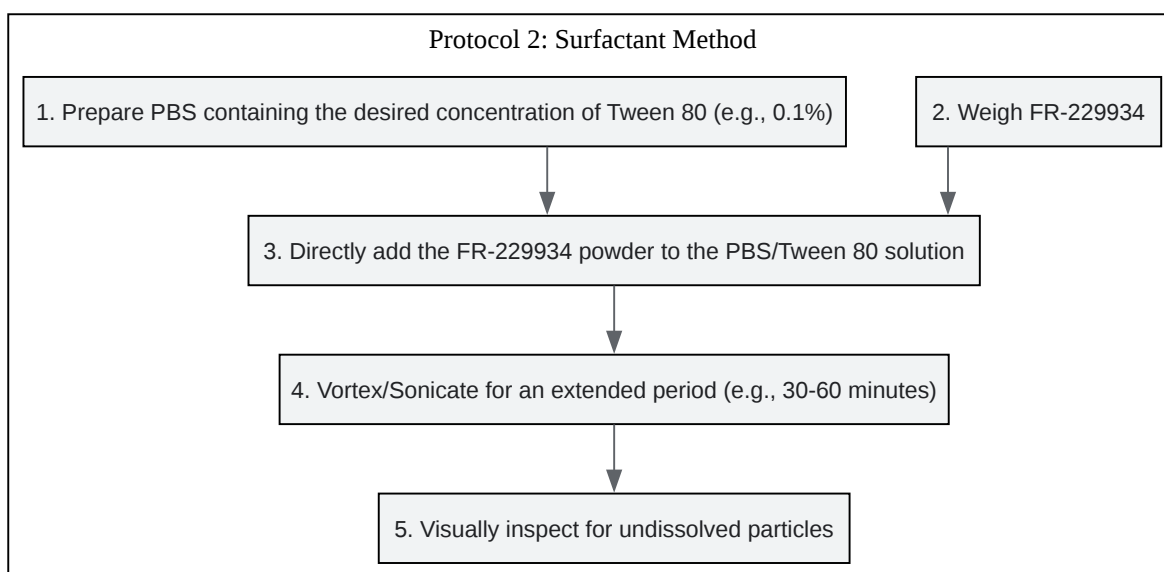 Protocol 2: Surfactant Method
1. Prepare PBS containing the desired concentration of Tween 80 (e.g., 0.1%)
2. Weigh FR-229934
3. Directly add the FR-229934 powder to the PBS/Tween 80 solution
4. Vortex/Sonicate for an extended period (e.g., 30-60 minutes)
5. Visually inspect for undissolved particles